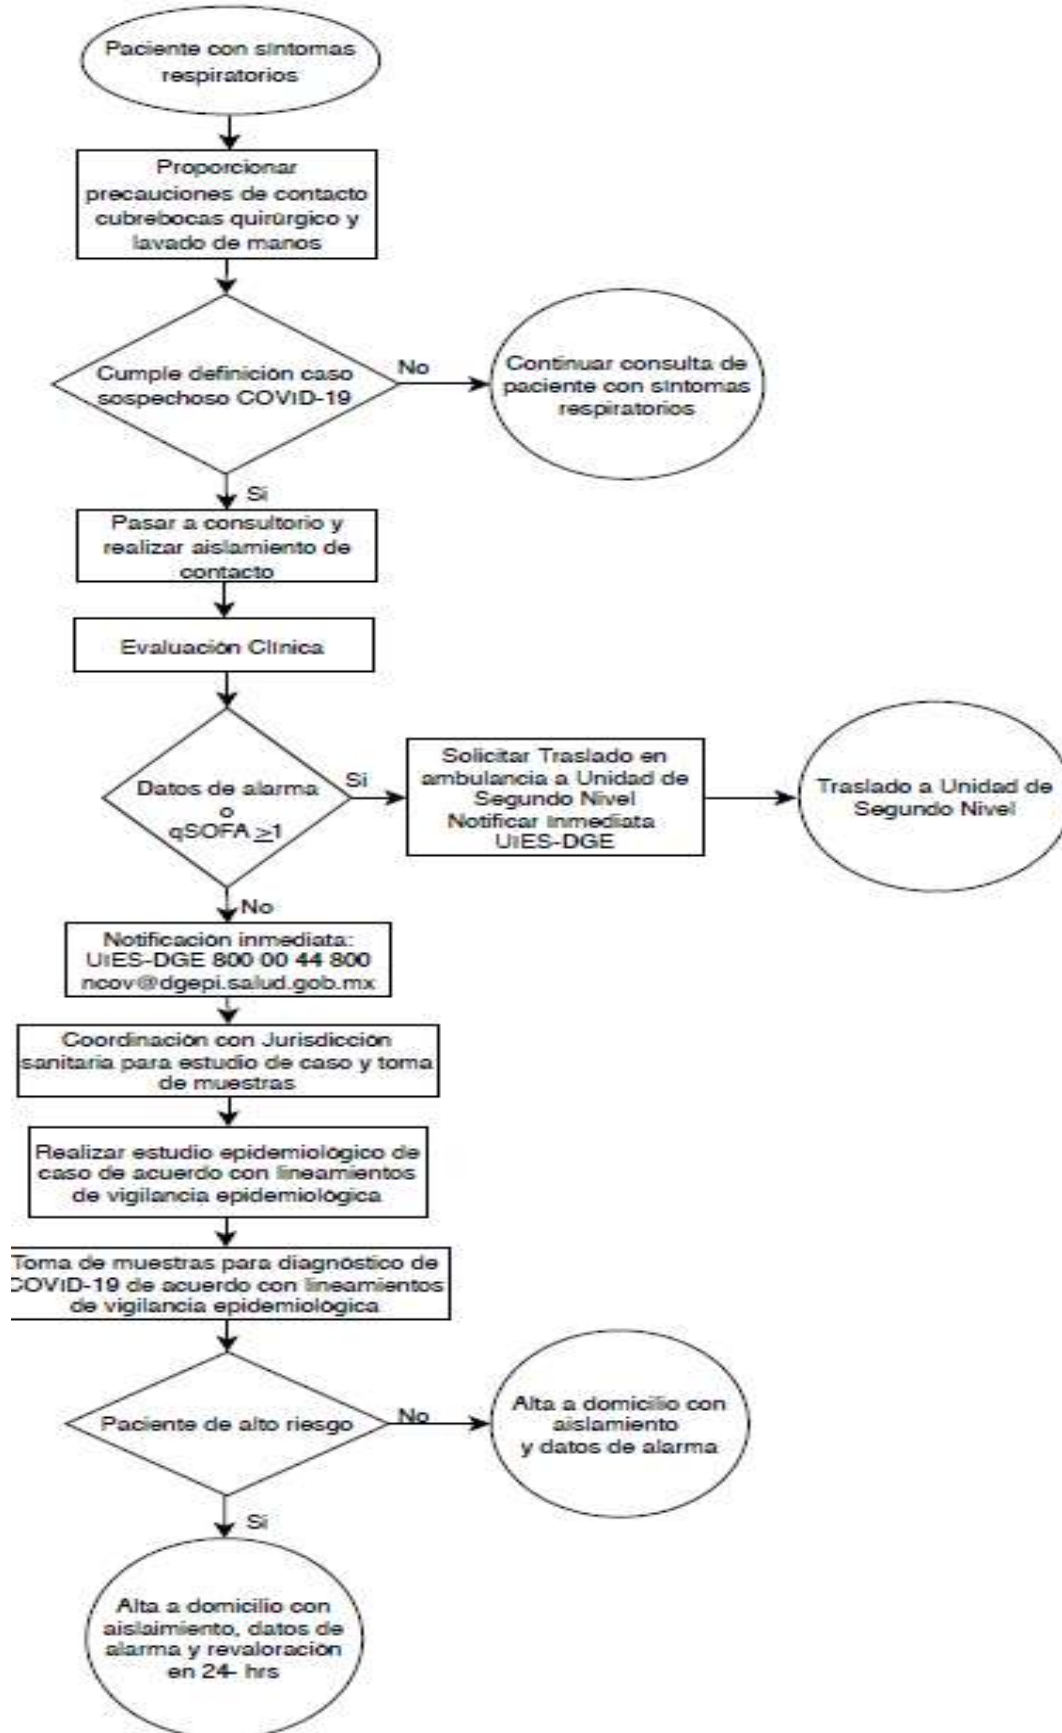 Paciente con síntomas
respiratorios
Proporcionar
precauciones de contacto
cubrebocas quirúrgico y
lavado de manos
Cumple definición caso
sospechoso COVID-19
No
Continuar consulta de
paciente con síntomas
respiratorios
Si
Pasar a consultorio y
realizar aislamiento de
contacto
Evaluación Clínica
Datos de alarma
o
qSOFA ≥1
Si
Solicitar Traslado en
ambulancia a Unidad de
Segundo Nivel
Notificar Inmediata
UIES-DGE
Traslado a Unidad de
Segundo Nivel
No
Notificación inmediata:
UIES-DGE 800 00 44 800
ncov@dgepi.salud.gob.mx
Coordinación con Jurisdicción
sanitaria para estudio de caso y toma
de muestras
Realizar estudio epidemiológico de
caso de acuerdo con lineamientos
de vigilancia epidemiológica
Toma de muestras para diagnóstico de
COVID-19 de acuerdo con lineamientos
de vigilancia epidemiológica
Paciente de alto riesgo
No
Alta a domicilio con
aislamiento
y datos de alarma
Si
Alta a domicilio con
aislaimiento, datos de
alarma y revaloración
en 24- hrs